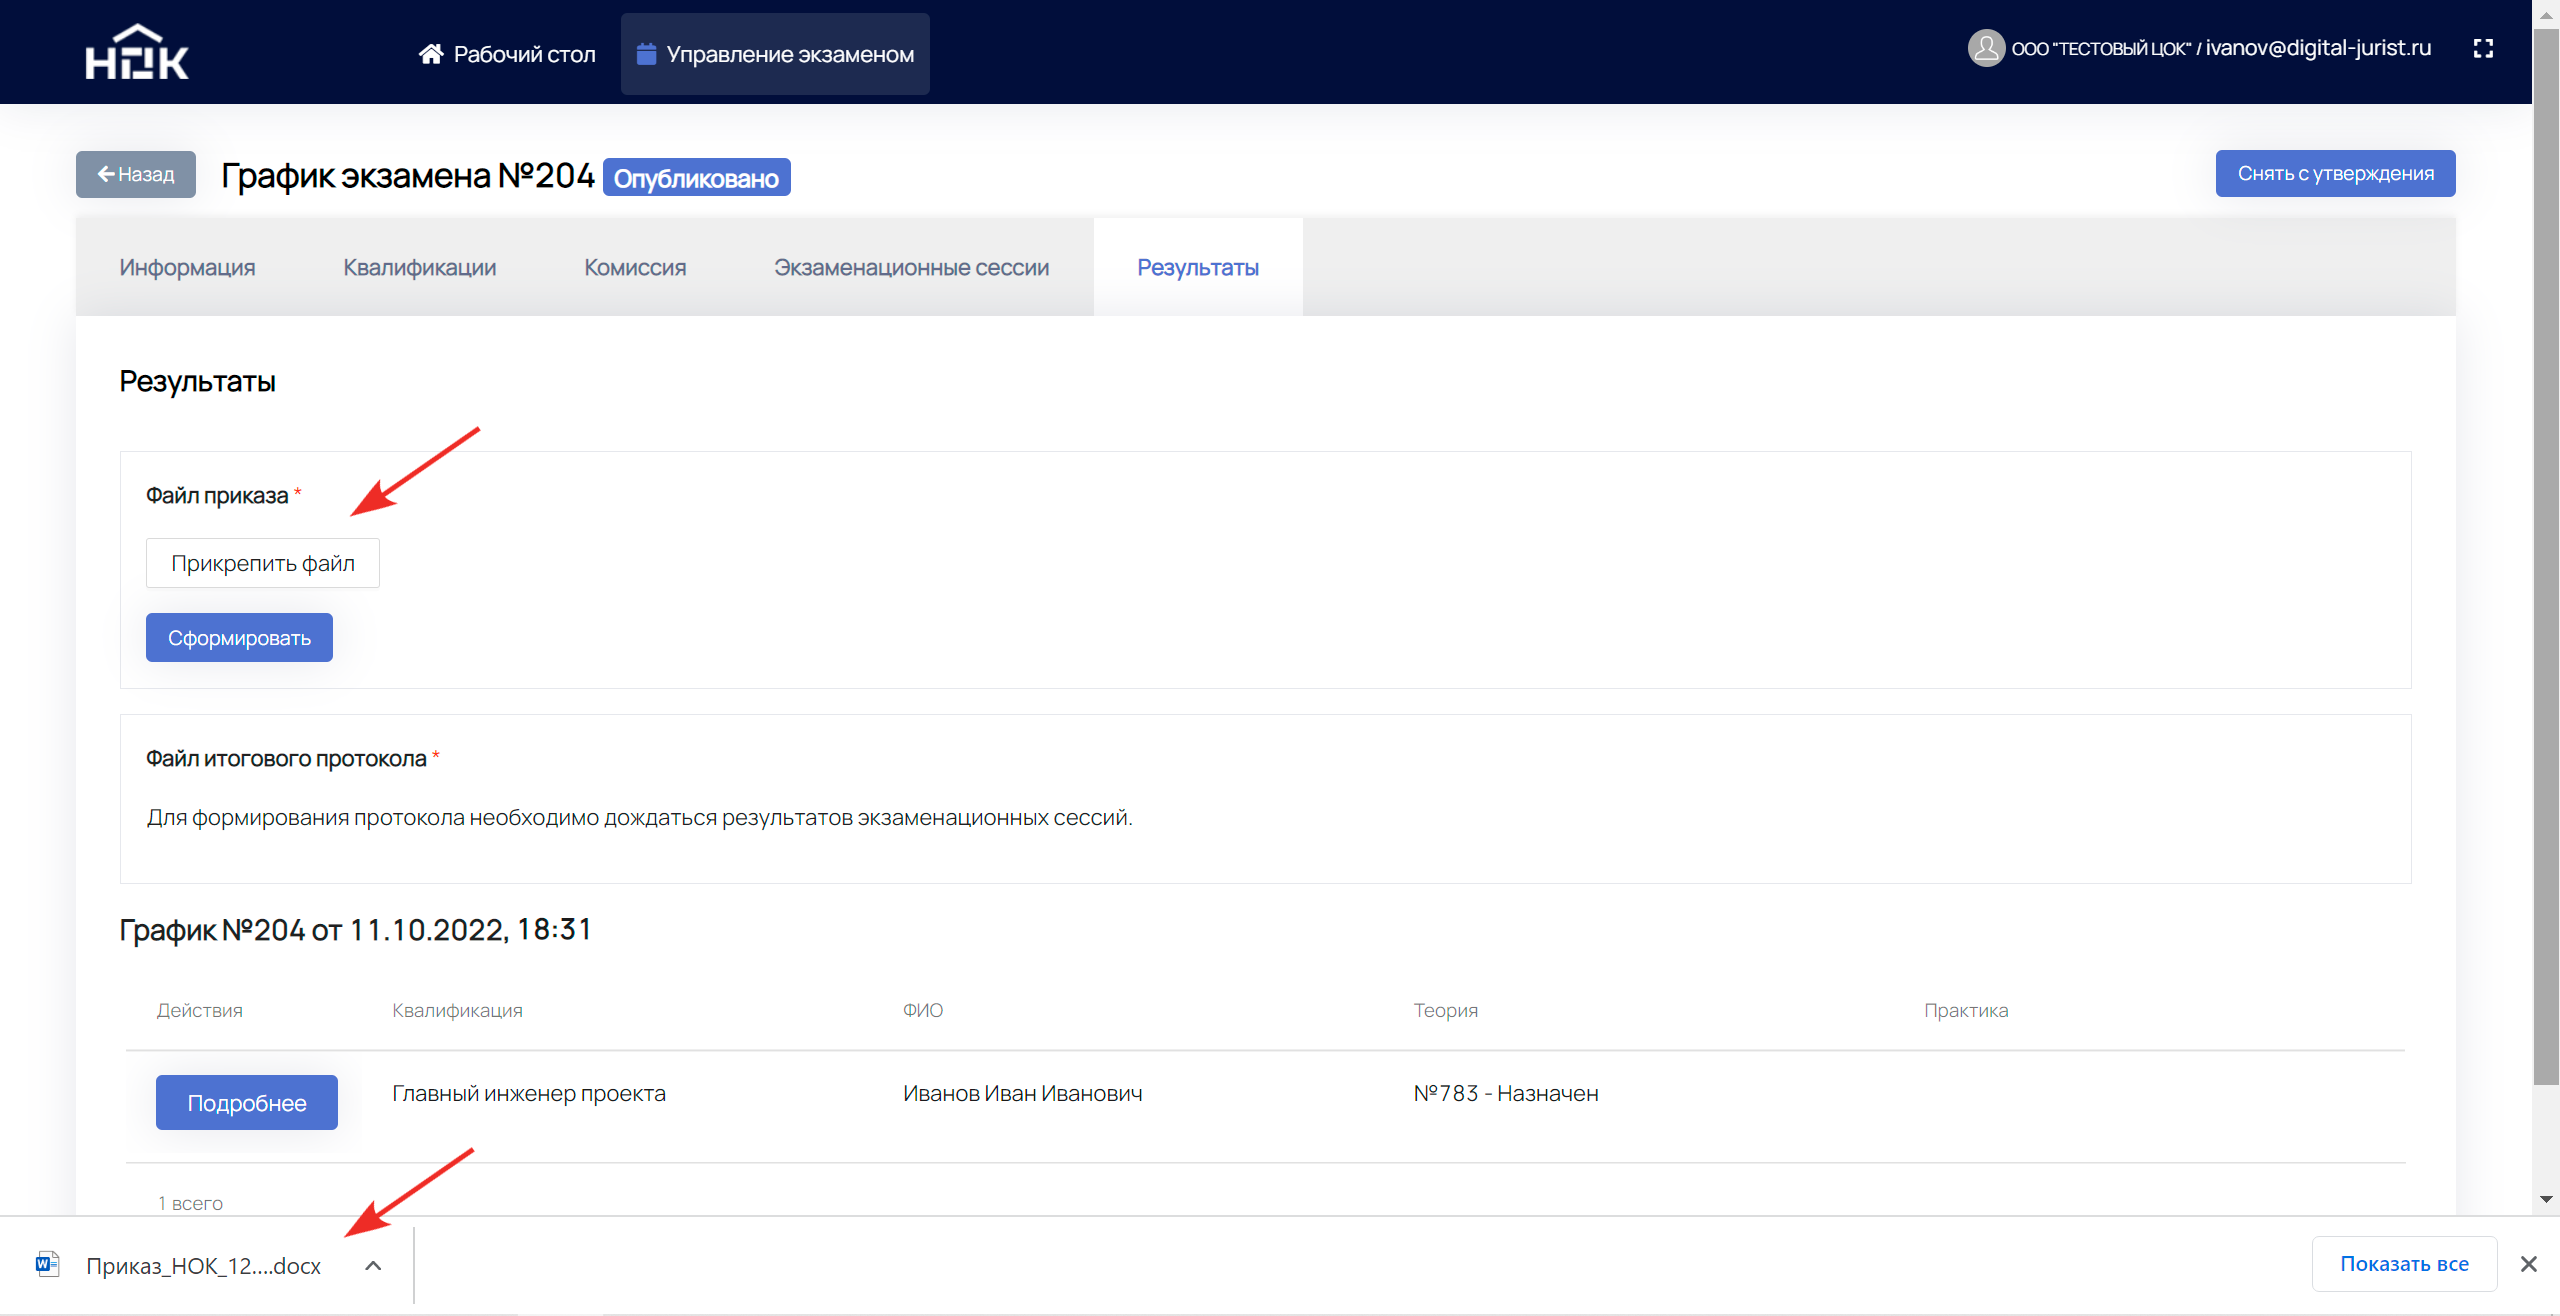 НОК
Рабочий стол
Управление экзаменом
ООО "ТЕСТОВЫЙ ЦОК" / ivanov@digital-jurist.ru
Назад
График экзамена №204 Опубликовано
Снять с утверждения
Информация
Квалификации
Комиссия
Экзаменационные сессии
Результаты
Результаты
Файл приказа *
Прикрепить файл
Сформировать
Файл итогового протокола *
Для формирования протокола необходимо дождаться результатов экзаменационных сессий.
График №204 от 11.10.2022, 18:31
Действия Квалификация ФИО Теория Практика
Подробнее Главный инженер проекта Иванов Иван Иванович №783 - Назначен
1 всего
Приказ_НОК_12....docx
Показать все